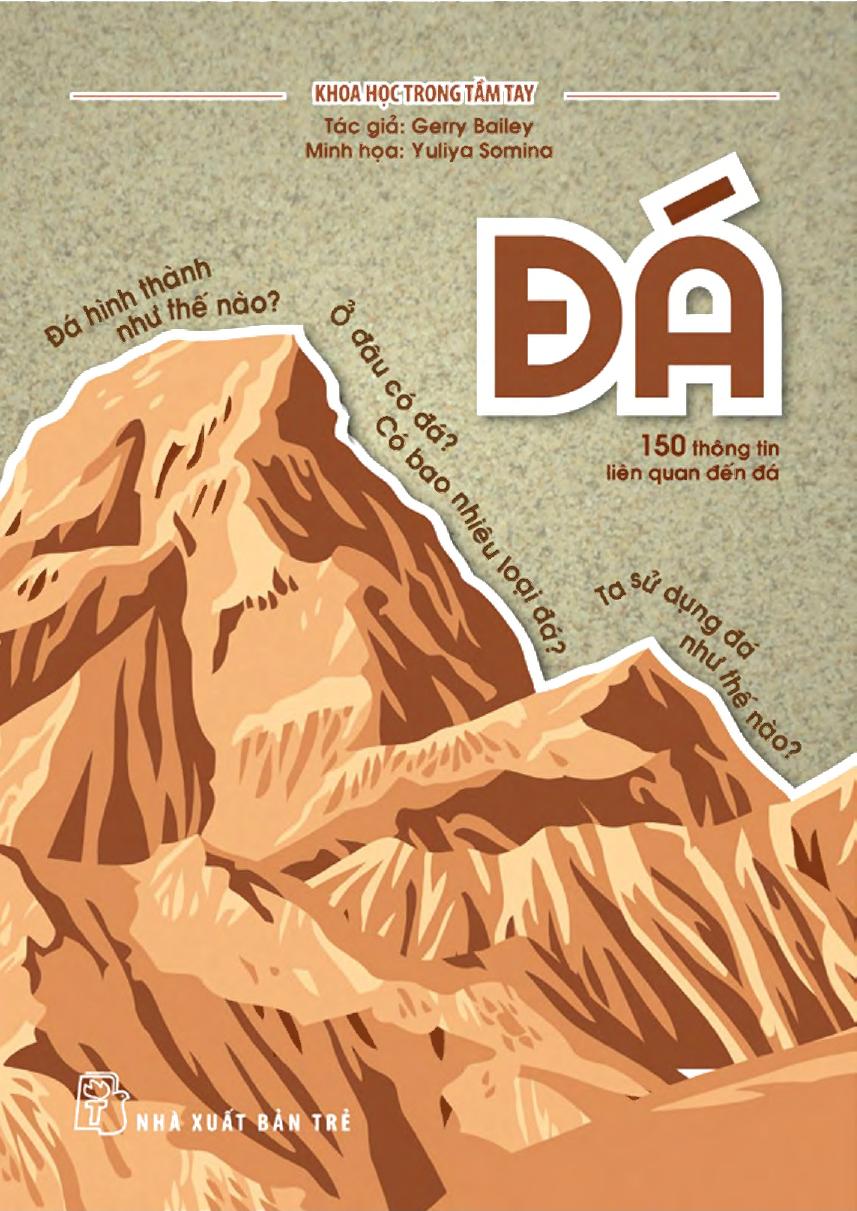 KHOA HỌC TRONG TẦM TAY
Tác giả: Gerry Bailey
Minh họa: Yuliya Somina
ĐÁ
150 thông tin
liên quan đến đá
Đá hình thành
như thế nào?
Ở đâu có đá?
Có bao nhiêu loại đá?
Ta sử dụng đá
như thế nào?
NHÀ XUẤT BẢN TRẺ